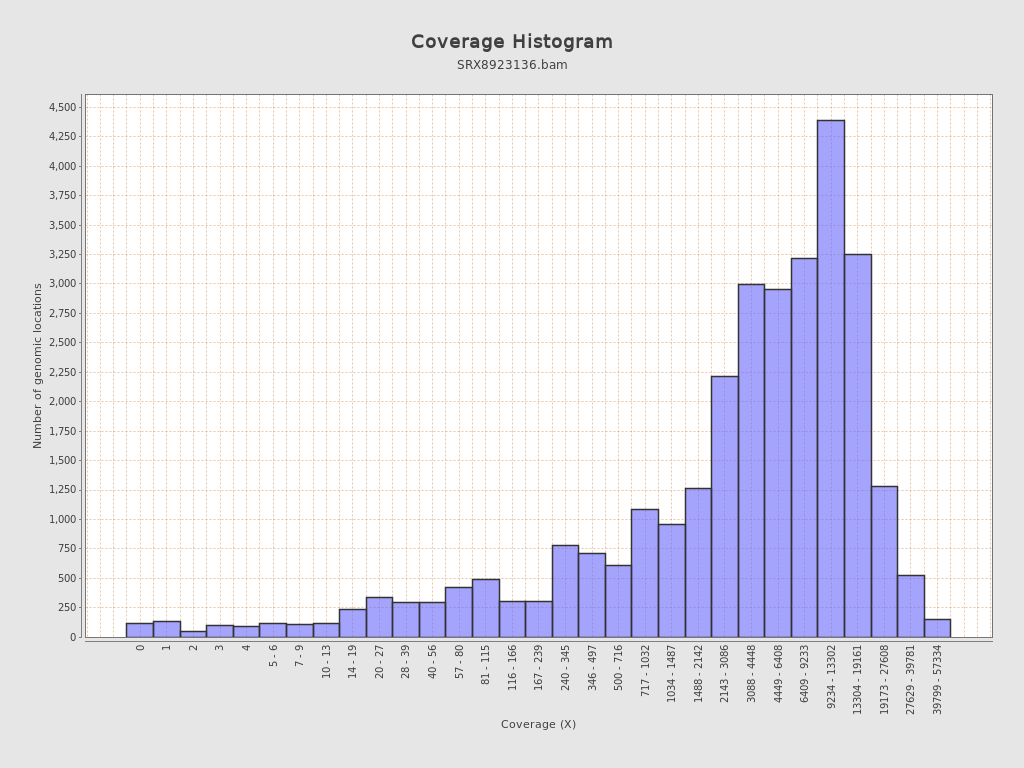 Coverage Histogram
SRX8923136.bam
4,500
4,250
4,000
3,750
3,500
3,250
3,000
2,750
2,500
2,250
2,000
1,750
1,500
1,250
1,000
750
500
250
0
Number of genomic locations
0
1
2
3
4
5 - 6
7 - 9
10 - 13
14 - 19
20 - 27
28 - 39
40 - 56
57 - 80
81 - 115
116 - 166
167 - 239
240 - 345
346 - 497
500 - 716
717 - 1032
1034 - 1487
1488 - 2142
2143 - 3086
3088 - 4448
4449 - 6408
6409 - 9233
9234 - 13302
13304 - 19161
19173 - 27608
27629 - 39781
39799 - 57334
Coverage (X)